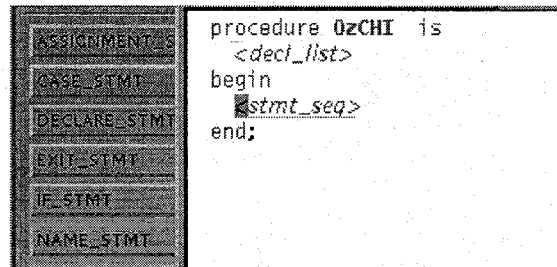 ASSIGNMENT_S
CASE_STMT
DECLARE_STMT
EXIT_STMT
IF_STMT
NAME_STMT
procedure OzCHI is
<decl_list>
begin
<stmt_seq>
end;